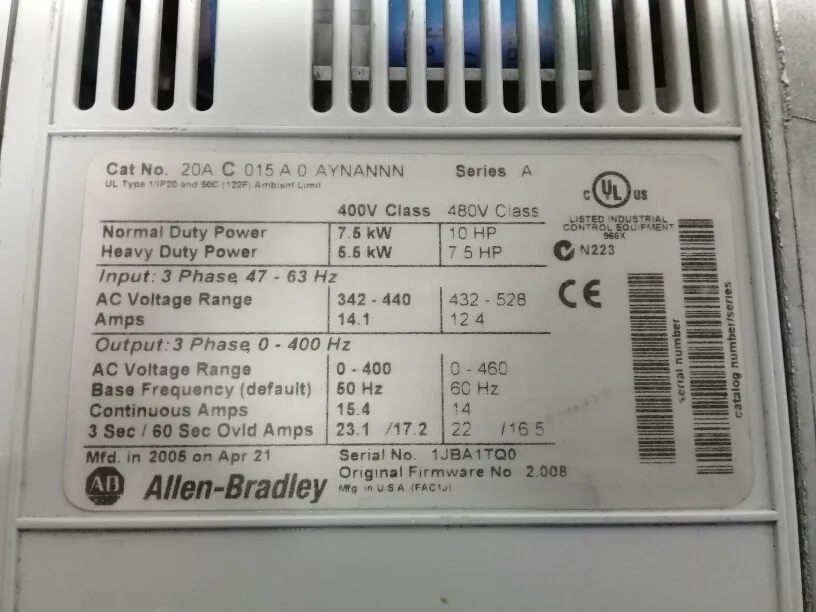 Cat No. 20A C 015 A 0 AYNANNN Series A
UL Type 1/IP20 and 50C (122F) Ambient Limit
400V Class 480V Class
Normal Duty Power 7.5 kW 10 HP
Heavy Duty Power 5.5 kW 7 5 HP
Input: 3 Phase, 47 - 63 Hz
AC Voltage Range 342 - 440 432 - 528
Amps 14.1 12 4
Output: 3 Phase, 0 - 400 Hz
AC Voltage Range 0 - 400 0 - 460
Base Frequency (default) 50 Hz 60 Hz
Continuous Amps 15.4 14
3 Sec / 60 Sec Ovld Amps 23.1 /17.2 22 /16 5
Mfd. in 2005 on Apr 21 Serial No. 1JBA1TQ0
Original Firmware No 2.008
Mfg in U.S.A (FAC1J)
AB Allen-Bradley
C UL US
LISTED INDUSTRIAL
CONTROL EQUIPMENT
966X
N223
CE
serial number
catalog number/series